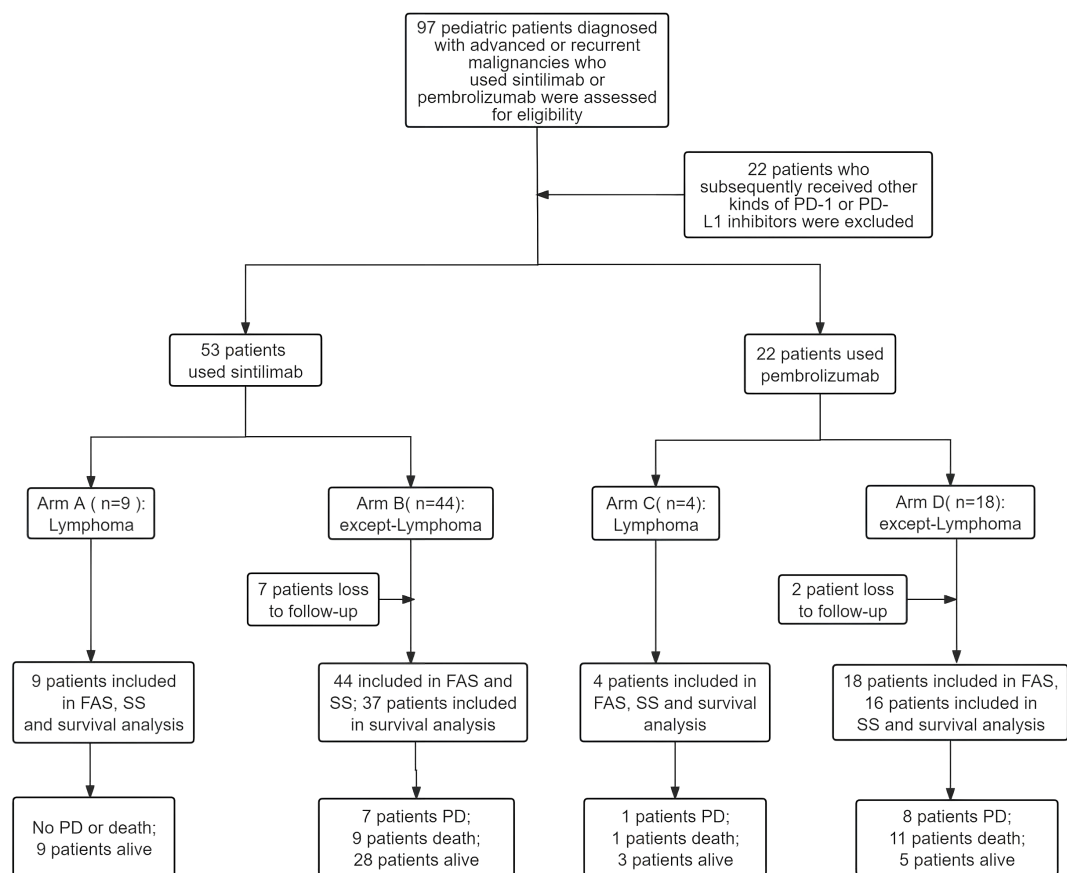 97 pediatric patients diagnosed
with advanced or recurrent
malignancies who
used sintilimab or
pembrolizumab were assessed
for eligibility
22 patients who
subsequently received other
kinds of PD-1 or PD-
L1 inhibitors were excluded
53 patients
used sintilimab
22 patients used
pembrolizumab
Arm A ( n=9 ):
Lymphoma
Arm B( n=44):
except-Lymphoma
Arm C( n=4):
Lymphoma
Arm D( n=18):
except-Lymphoma
7 patients loss
to follow-up
2 patient loss
to follow-up
9 patients included
in FAS, SS
and survival analysis
44 included in FAS and
SS; 37 patients included
in survival analysis
4 patients included in
FAS, SS and survival
analysis
18 patients included in FAS,
16 patients included in
SS and survival analysis
No PD or death;
9 patients alive
7 patients PD;
9 patients death;
28 patients alive
1 patients PD;
1 patients death;
3 patients alive
8 patients PD;
11 patients death;
5 patients alive